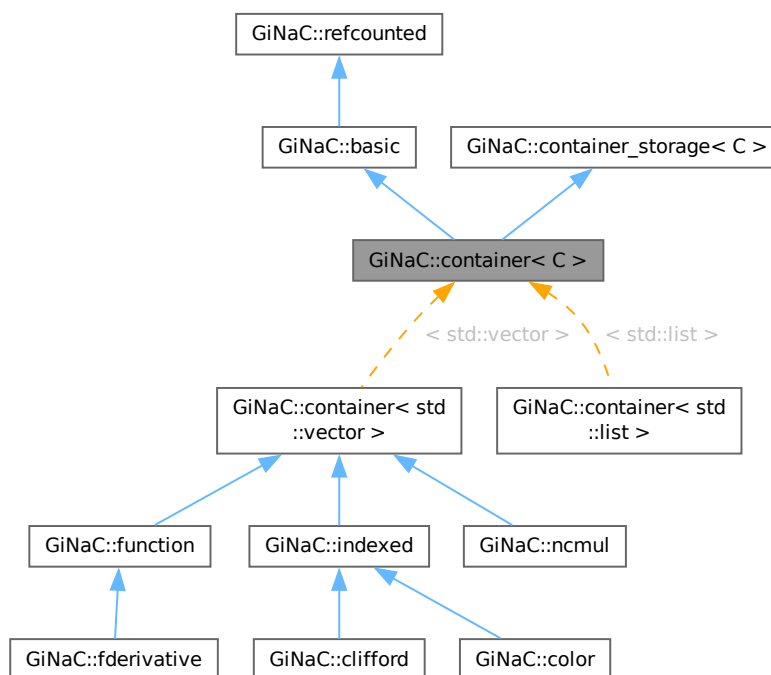 GiNaC::refcounted
GiNaC::basic
GiNaC::container_storage< C >
GiNaC::container< C >
< std::vector >
< std::list >
GiNaC::container< std
::vector >
GiNaC::container< std
::list >
GiNaC::function
GiNaC::indexed
GiNaC::ncmul
GiNaC::fderivative
GiNaC::clifford
GiNaC::color